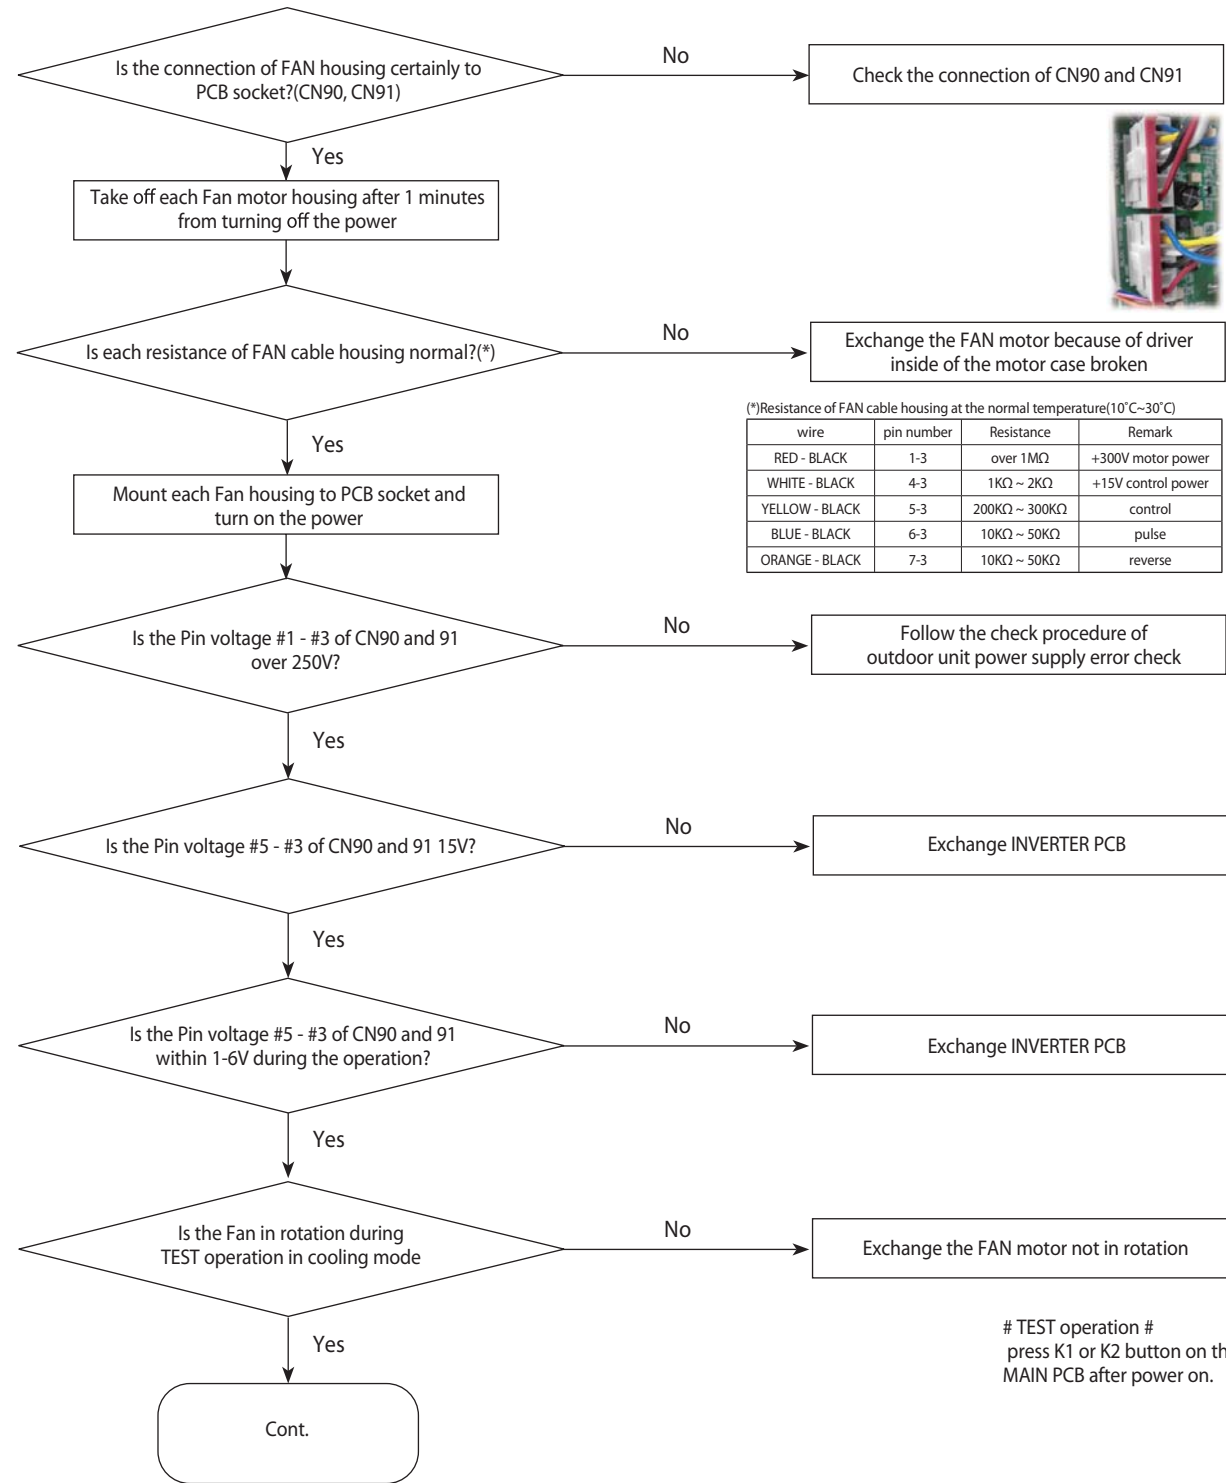 Is the connection of FAN housing certainly to
PCB socket?(CN90, CN91)
No
Check the connection of CN90 and CN91
Yes
Take off each Fan motor housing after 1 minutes
from turning off the power
Is each resistance of FAN cable housing normal?(*)
No
Exchange the FAN motor because of driver
inside of the motor case broken
(*)Resistance of FAN cable housing at the normal temperature(10˚C~30˚C)
wire pin number Resistance Remark
RED - BLACK 1-3 over 1MΩ +300V motor power
WHITE - BLACK 4-3 1KΩ ~ 2KΩ +15V control power
YELLOW - BLACK 5-3 200KΩ ~ 300KΩ control
BLUE - BLACK 6-3 10KΩ ~ 50KΩ pulse
ORANGE - BLACK 7-3 10KΩ ~ 50KΩ reverse
Yes
Mount each Fan housing to PCB socket and
turn on the power
Is the Pin voltage #1 - #3 of CN90 and 91
over 250V?
No
Follow the check procedure of
outdoor unit power supply error check
Yes
Is the Pin voltage #5 - #3 of CN90 and 91 15V?
No
Exchange INVERTER PCB
Yes
Is the Pin voltage #5 - #3 of CN90 and 91
within 1-6V during the operation?
No
Exchange INVERTER PCB
Yes
Is the Fan in rotation during
TEST operation in cooling mode
No
Exchange the FAN motor not in rotation
Yes
Cont.
# TEST operation #
press K1 or K2 button on th
MAIN PCB after power on.